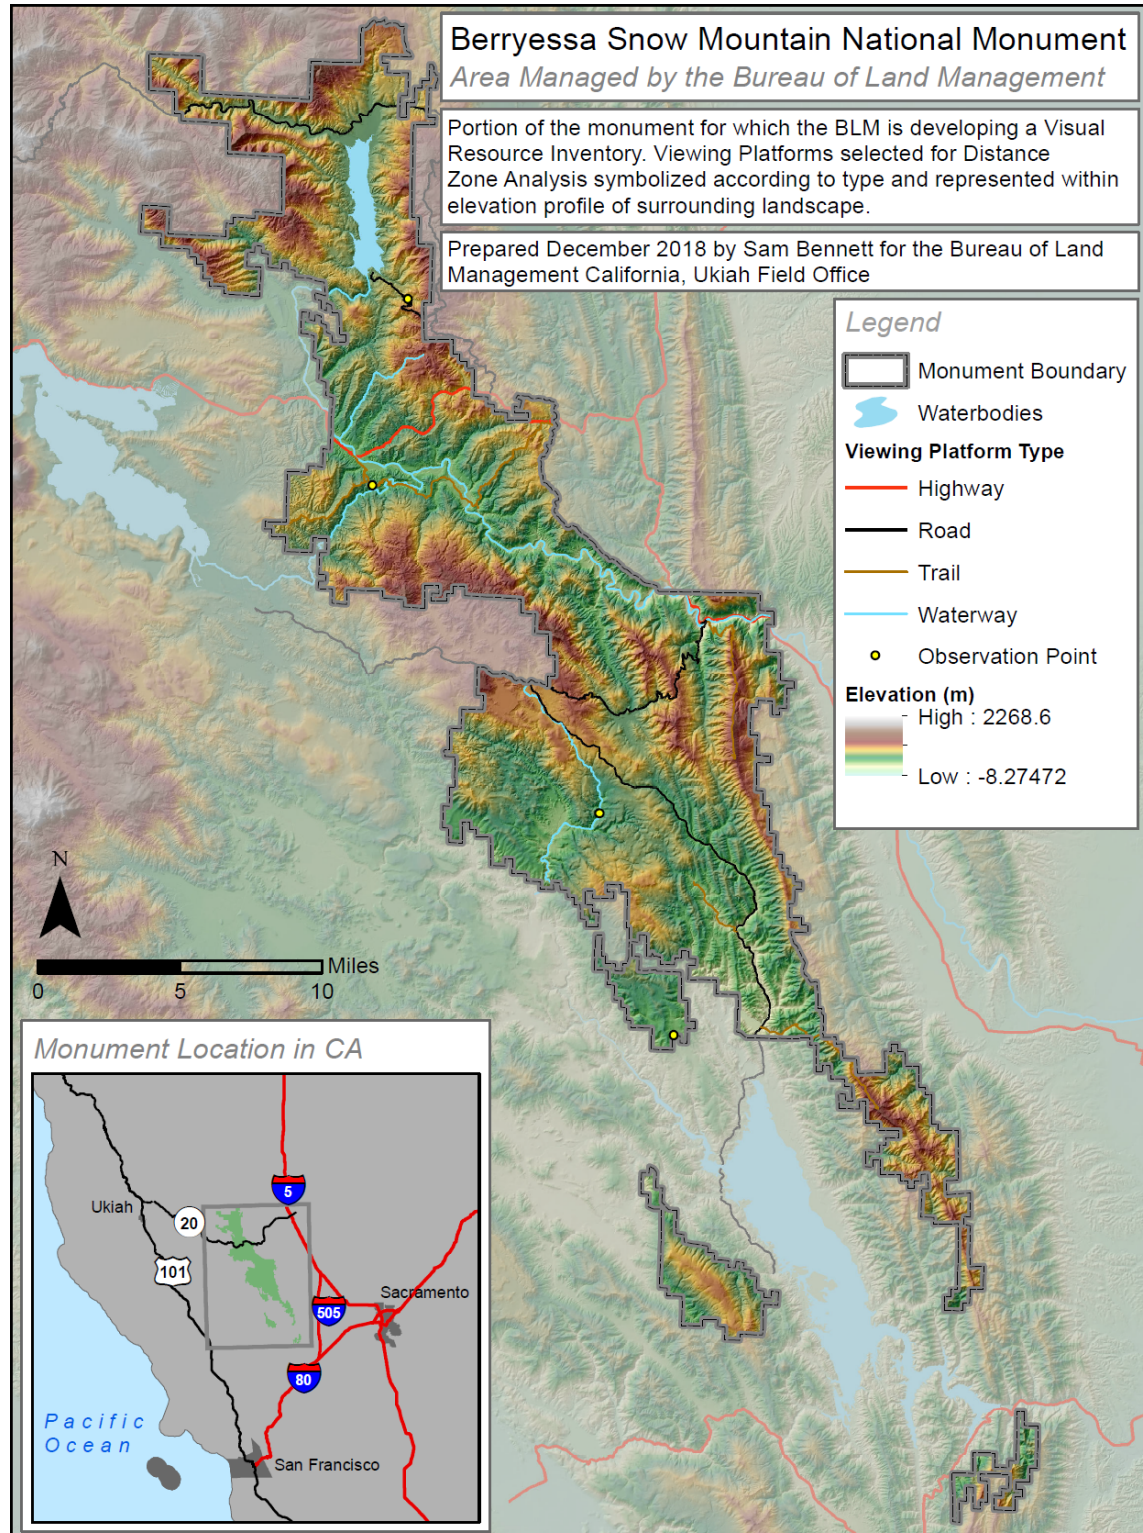 Berryessa Snow Mountain National Monument
Area Managed by the Bureau of Land Management
Portion of the monument for which the BLM is developing a Visual
Resource Inventory. Viewing Platforms selected for Distance
Zone Analysis symbolized according to type and represented within
elevation profile of surrounding landscape.
Prepared December 2018 by Sam Bennett for the Bureau of Land
Management California, Ukiah Field Office
Legend
Monument Boundary
Waterbodies
Viewing Platform Type
Highway
Road
Trail
Waterway
Observation Point
Elevation (m)
High : 2268.6
Low : -8.27472
N
Miles
0 5 10
Monument Location in CA
5
Ukiah
20
101
Sacramento
505
80
Pacific
Ocean
San Francisco